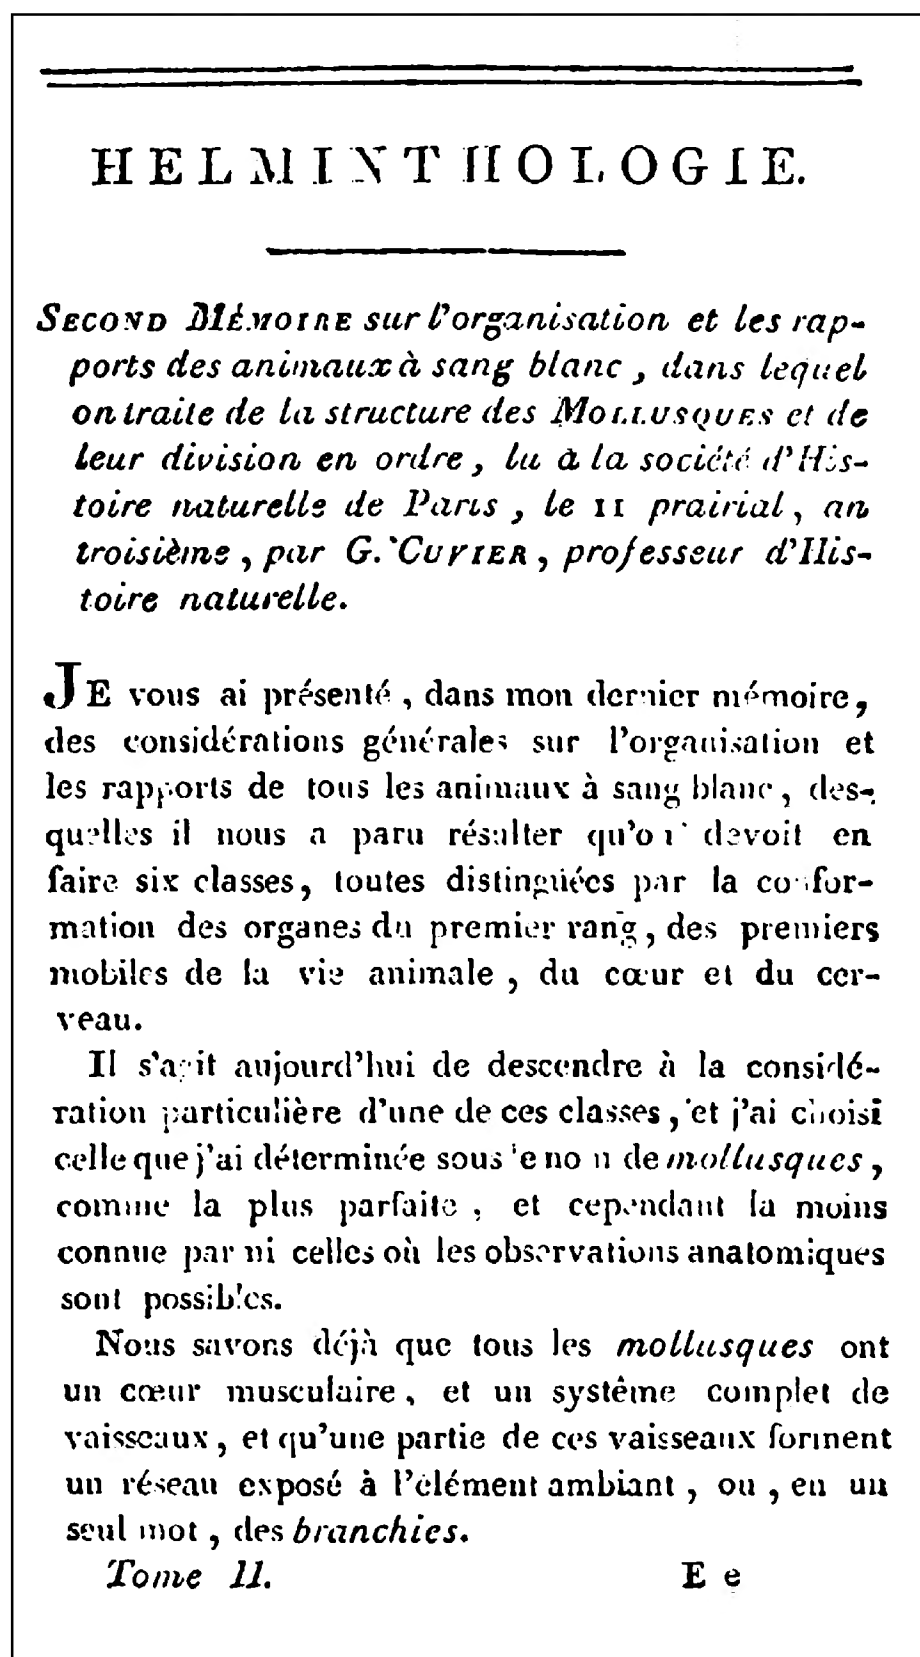 HELMINTHOLOGIE.
SECOND MÉMOIRE sur l'organisation et les rap-
ports des animaux à sang blanc, dans lequel
on traite de la structure des MOLLUSQUES et de
leur division en ordre, lu à la société d'His-
toire naturelle de Paris, le 11 prairial, an
troisième, par G. CUVIER, professeur d'His-
toire naturelle.
JE vous ai présenté, dans mon dernier mémoire,
des considérations générales sur l'organisation et
les rapports de tous les animaux à sang blanc, des-
quelles il nous a paru résulter qu'on devoit en
faire six classes, toutes distinguées par la confor-
mation des organes du premier rang, des premiers
mobiles de la vie animale, du cœur et du cer-
veau.
Il s'agit aujourd'hui de descendre à la considé-
ration particulière d'une de ces classes, et j'ai choisi
celle que j'ai déterminée sous le nom de mollusques,
comme la plus parfaite, et cependant la moins
connue parmi celles où les observations anatomiques
sont possibles.
Nous savons déjà que tous les mollusques ont
un cœur musculaire, et un systême complet de
vaisseaux, et qu'une partie de ces vaisseaux forment
un réseau exposé à l'élément ambiant, ou, en un
seul mot, des branchies.
Tome II. E e